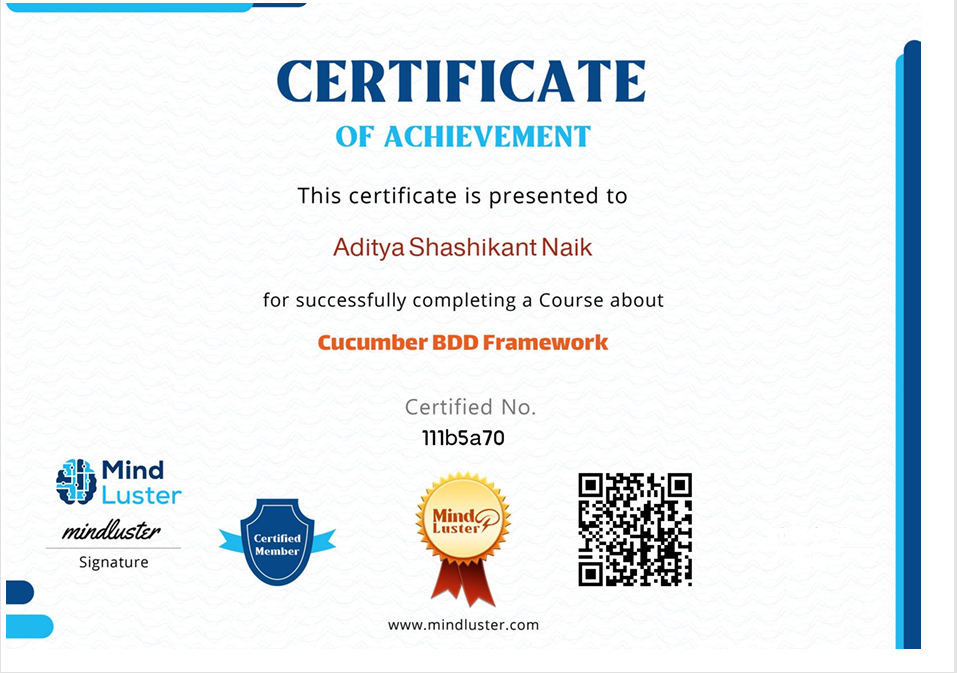 CERTIFICATE
OF ACHIEVEMENT
This certificate is presented to
Aditya Shashikant Naik
for successfully completing a Course about
Cucumber BDD Framework
Certified No.
111b5a70
Mind
Luster
mindluster
Signature
Certified
Member
Mind
Luster
www.mindluster.com